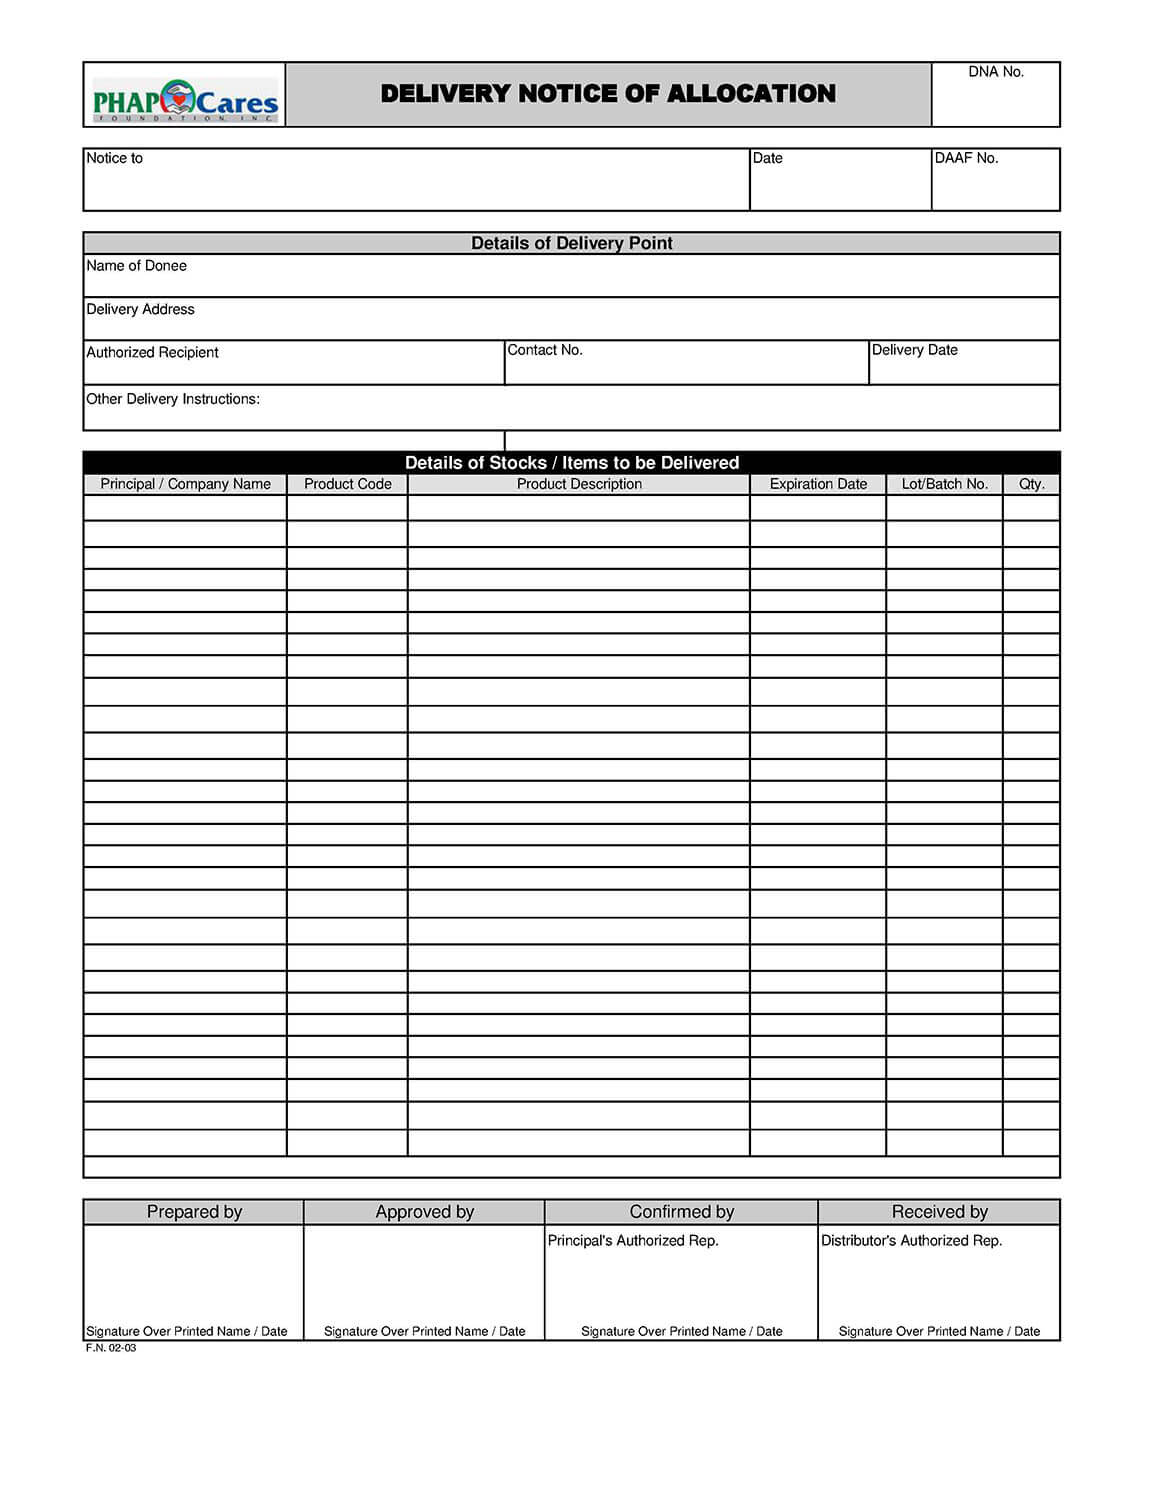 PHAP Cares
FOUNDATION, INC.
DELIVERY NOTICE OF ALLOCATION
DNA No.
Notice to
Date
DAAF No.
Details of Delivery Point
Name of Donee
Delivery Address
Authorized Recipient
Contact No.
Delivery Date
Other Delivery Instructions:
Details of Stocks / Items to be Delivered
Principal / Company Name
Product Code
Product Description
Expiration Date
Lot/Batch No.
Qty.
Prepared by
Approved by
Confirmed by
Received by
Principal's Authorized Rep.
Distributor's Authorized Rep.
Signature Over Printed Name / Date
Signature Over Printed Name / Date
Signature Over Printed Name / Date
Signature Over Printed Name / Date
F.N. 02-03